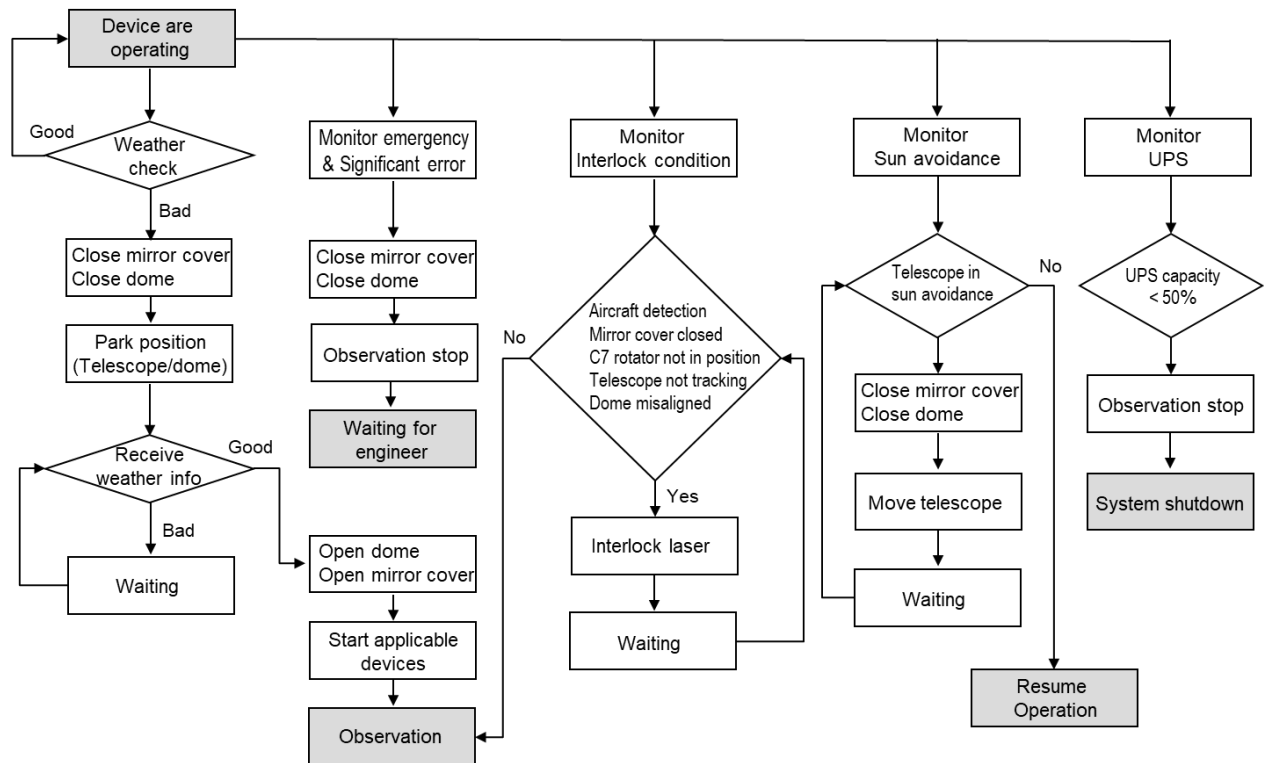 Device are
operating
Good
Weather
check
Bad
Close mirror cover
Close dome
Park position
(Telescope/dome)
Receive
weather info
Good
Bad
Waiting
Monitor emergency
& Significant error
Close mirror cover
Close dome
Observation stop
Waiting for
engineer
Open dome
Open mirror cover
Start applicable
devices
Observation
Monitor
Interlock condition
No
Aircraft detection
Mirror cover closed
C7 rotator not in position
Telescope not tracking
Dome misaligned
Yes
Interlock laser
Waiting
Monitor
Sun avoidance
Telescope in
sun avoidance
No
Close mirror cover
Close dome
Move telescope
Waiting
Resume
Operation
Monitor
UPS
UPS capacity
< 50%
Observation stop
System shutdown